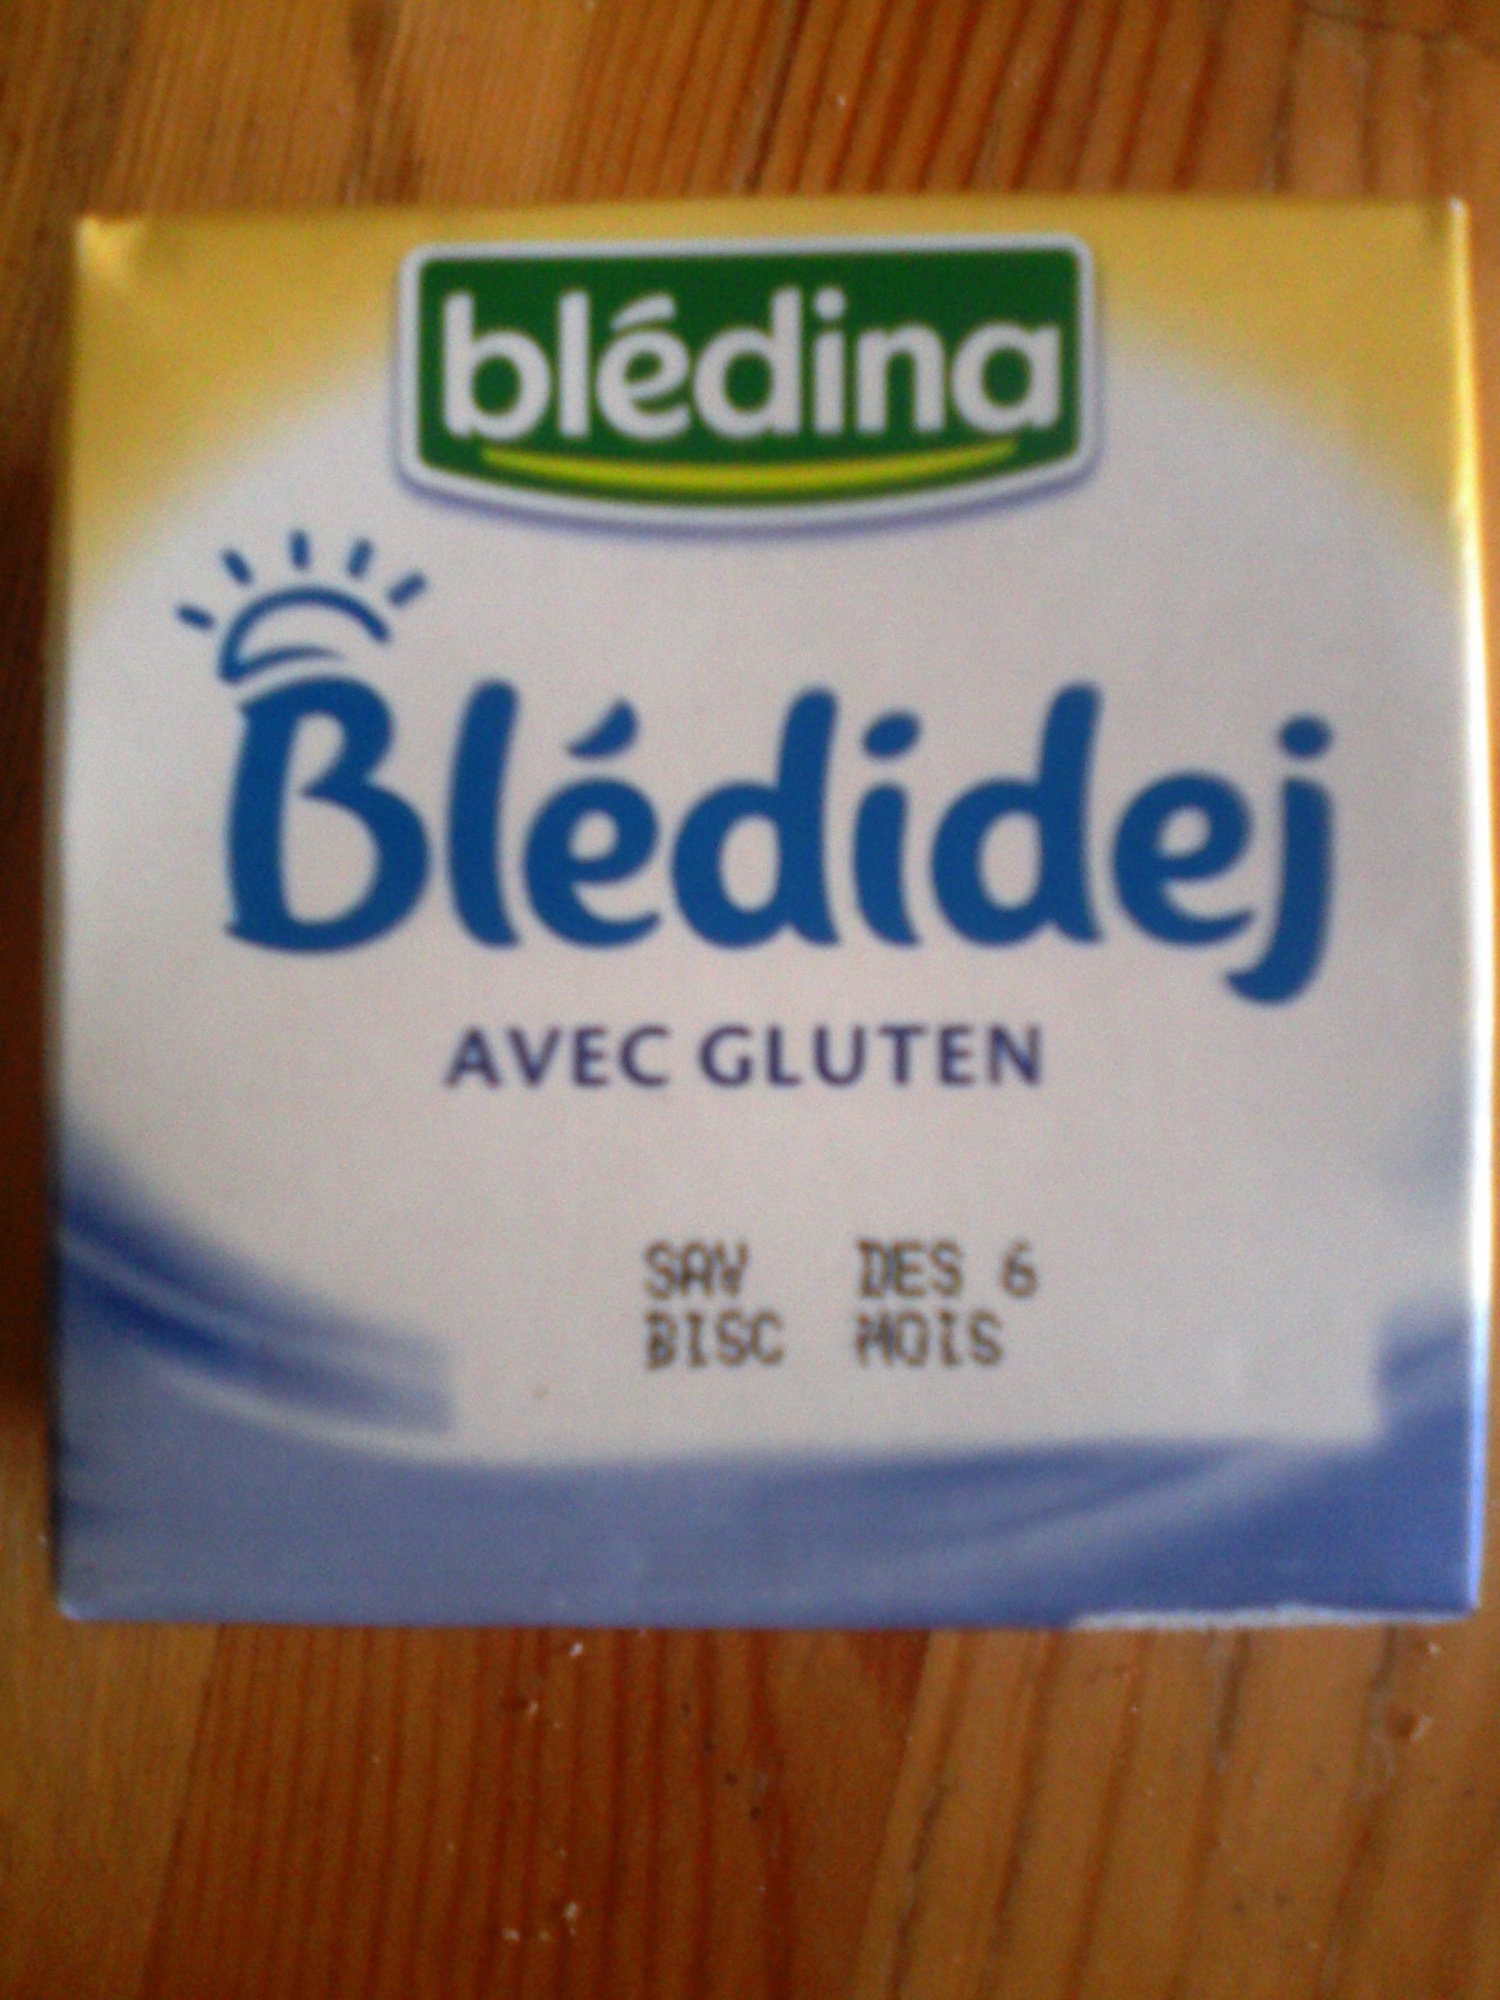 blédina
Blédidej
AVEC GLUTEN
SAV DES 6
BISC MOIS